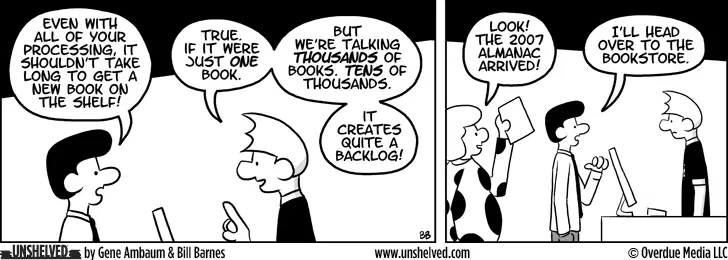 EVEN WITH
ALL OF YOUR
PROCESSING, IT
SHOULDN'T TAKE
LONG TO GET A
NEW BOOK ON
THE SHELF!
TRUE.
IF IT WERE
JUST ONE
BOOK.
BUT
WE'RE TALKING
THOUSANDS OF
BOOKS. TENS OF
THOUSANDS.
IT
CREATES
QUITE A
BACKLOG!
BB
LOOK!
THE 2007
ALMANAC
ARRIVED!
I'LL HEAD
OVER TO THE
BOOKSTORE.
UNSHELVED by Gene Ambaum & Bill Barnes www.unshelved.com © Overdue Media LLC